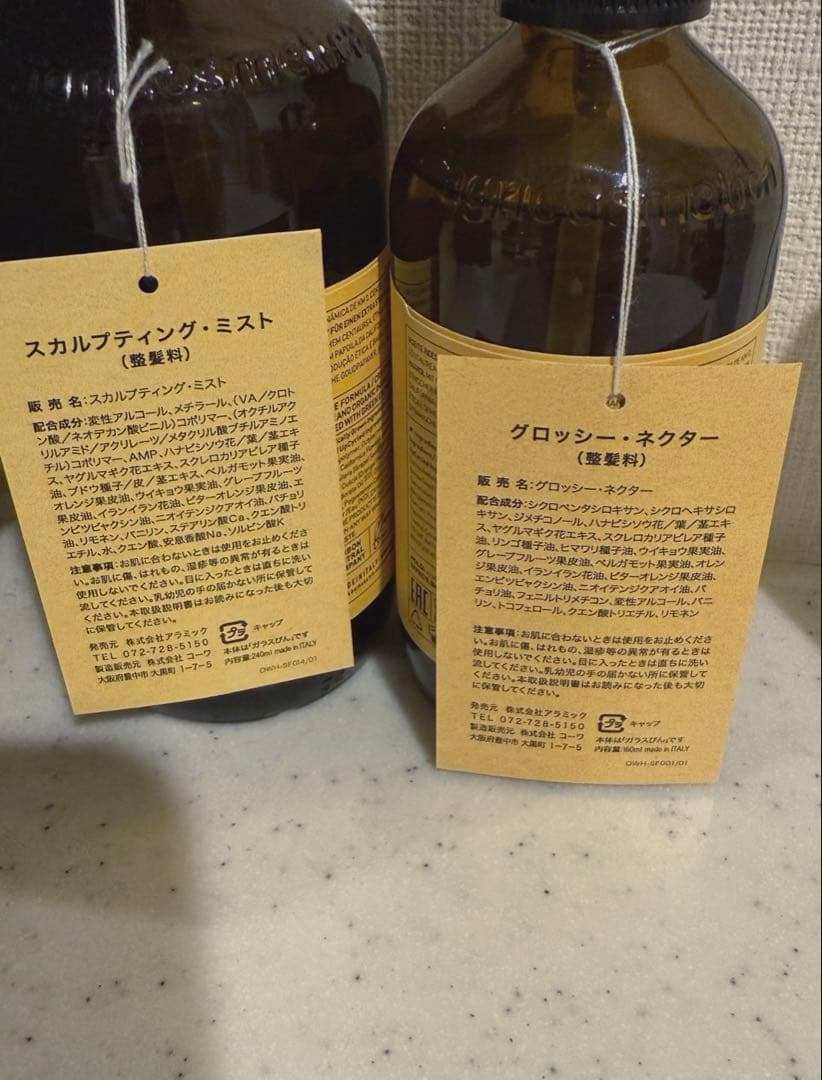 スカルプティング・ミスト
(整髪料)
販 売 名:スカルプティング・ミスト
配合成分:変性アルコール、メチラール、(VA/クロト
ン酸/ネオデカン酸ビニル)コポリマー、(オクチルアク
リルアミド/アクリレーツ/メタクリル酸ブチルアミノエ
チル)コポリマー、AMP、ハナビシソウ花/葉/茎エキ
ス、ヤグルマギク花エキス、スクレロカリアビレア種子
油、ブドウ種子/皮/茎エキス、ベルガモット果実油、
オレンジ果皮油、ウイキョウ果実油、グレープフルーツ
果皮油、イランイラン花油、ビターオレンジ果皮油、エ
ンピツビャクシン油、ニオイテンジクアオイ油、パチョリ
油、リモネン、バニリン、ステアリン酸Ca、クエン酸トリ
エチル、水、クエン酸、安息香酸Na、ソルビン酸K
注意事項:お肌に合わないときは使用をお止めくださ
い。お肌に傷、はれもの、湿疹等の異常が有るときは
使用しないでください。目に入ったときは直ちに洗い
流してください。乳幼児の手の届かない所に保管して
ください。本取扱説明書はお読みになった後も大切
に保管してください。
発売元 株式会社アラミック
TEL 072-728-5150
製造販売元 株式会社 コーワ
大阪府豊中市 大黒町 1-7-5
プラ キャップ
本体は「ガラスびん」です
内容量:240ml made in ITALY
OWH-SF014/01
グロッシー・ネクター
(整髪料)
販 売 名:グロッシー・ネクター
配合成分:シクロペンタシロキサン、シクロヘキサシロ
キサン、ジメチコノール、ハナビシソウ花/葉/茎エキ
ス、ヤグルマギク花エキス、スクレロカリアビレア種子
油、リンゴ種子油、ヒマワリ種子油、ウイキョウ果実油、
グレープフルーツ果皮油、ベルガモット果実油、オレン
ジ果皮油、イランイラン花油、ビターオレンジ果皮油、
エンピツビャクシン油、ニオイテンジクアオイ油、パ
チョリ油、フェニルトリメチコン、変性アルコール、バニ
リン、トコフェロール、クエン酸トリエチル、リモネン
注意事項:お肌に合わないときは使用をお止めくださ
い。お肌に傷、はれもの、湿疹等の異常が有るときは
使用しないでください。目に入ったときは直ちに洗い
流してください。乳幼児の手の届かない所に保管して
ください。本取扱説明書はお読みになった後も大切
に保管してください。
発売元 株式会社アラミック
TEL 072-728-5150
製造販売元 株式会社 コーワ
大阪府豊中市 大黒町 1-7-5
プラ キャップ
本体は「ガラスびん」です
内容量:160ml made in ITALY
OWH-SF001/01
EAC